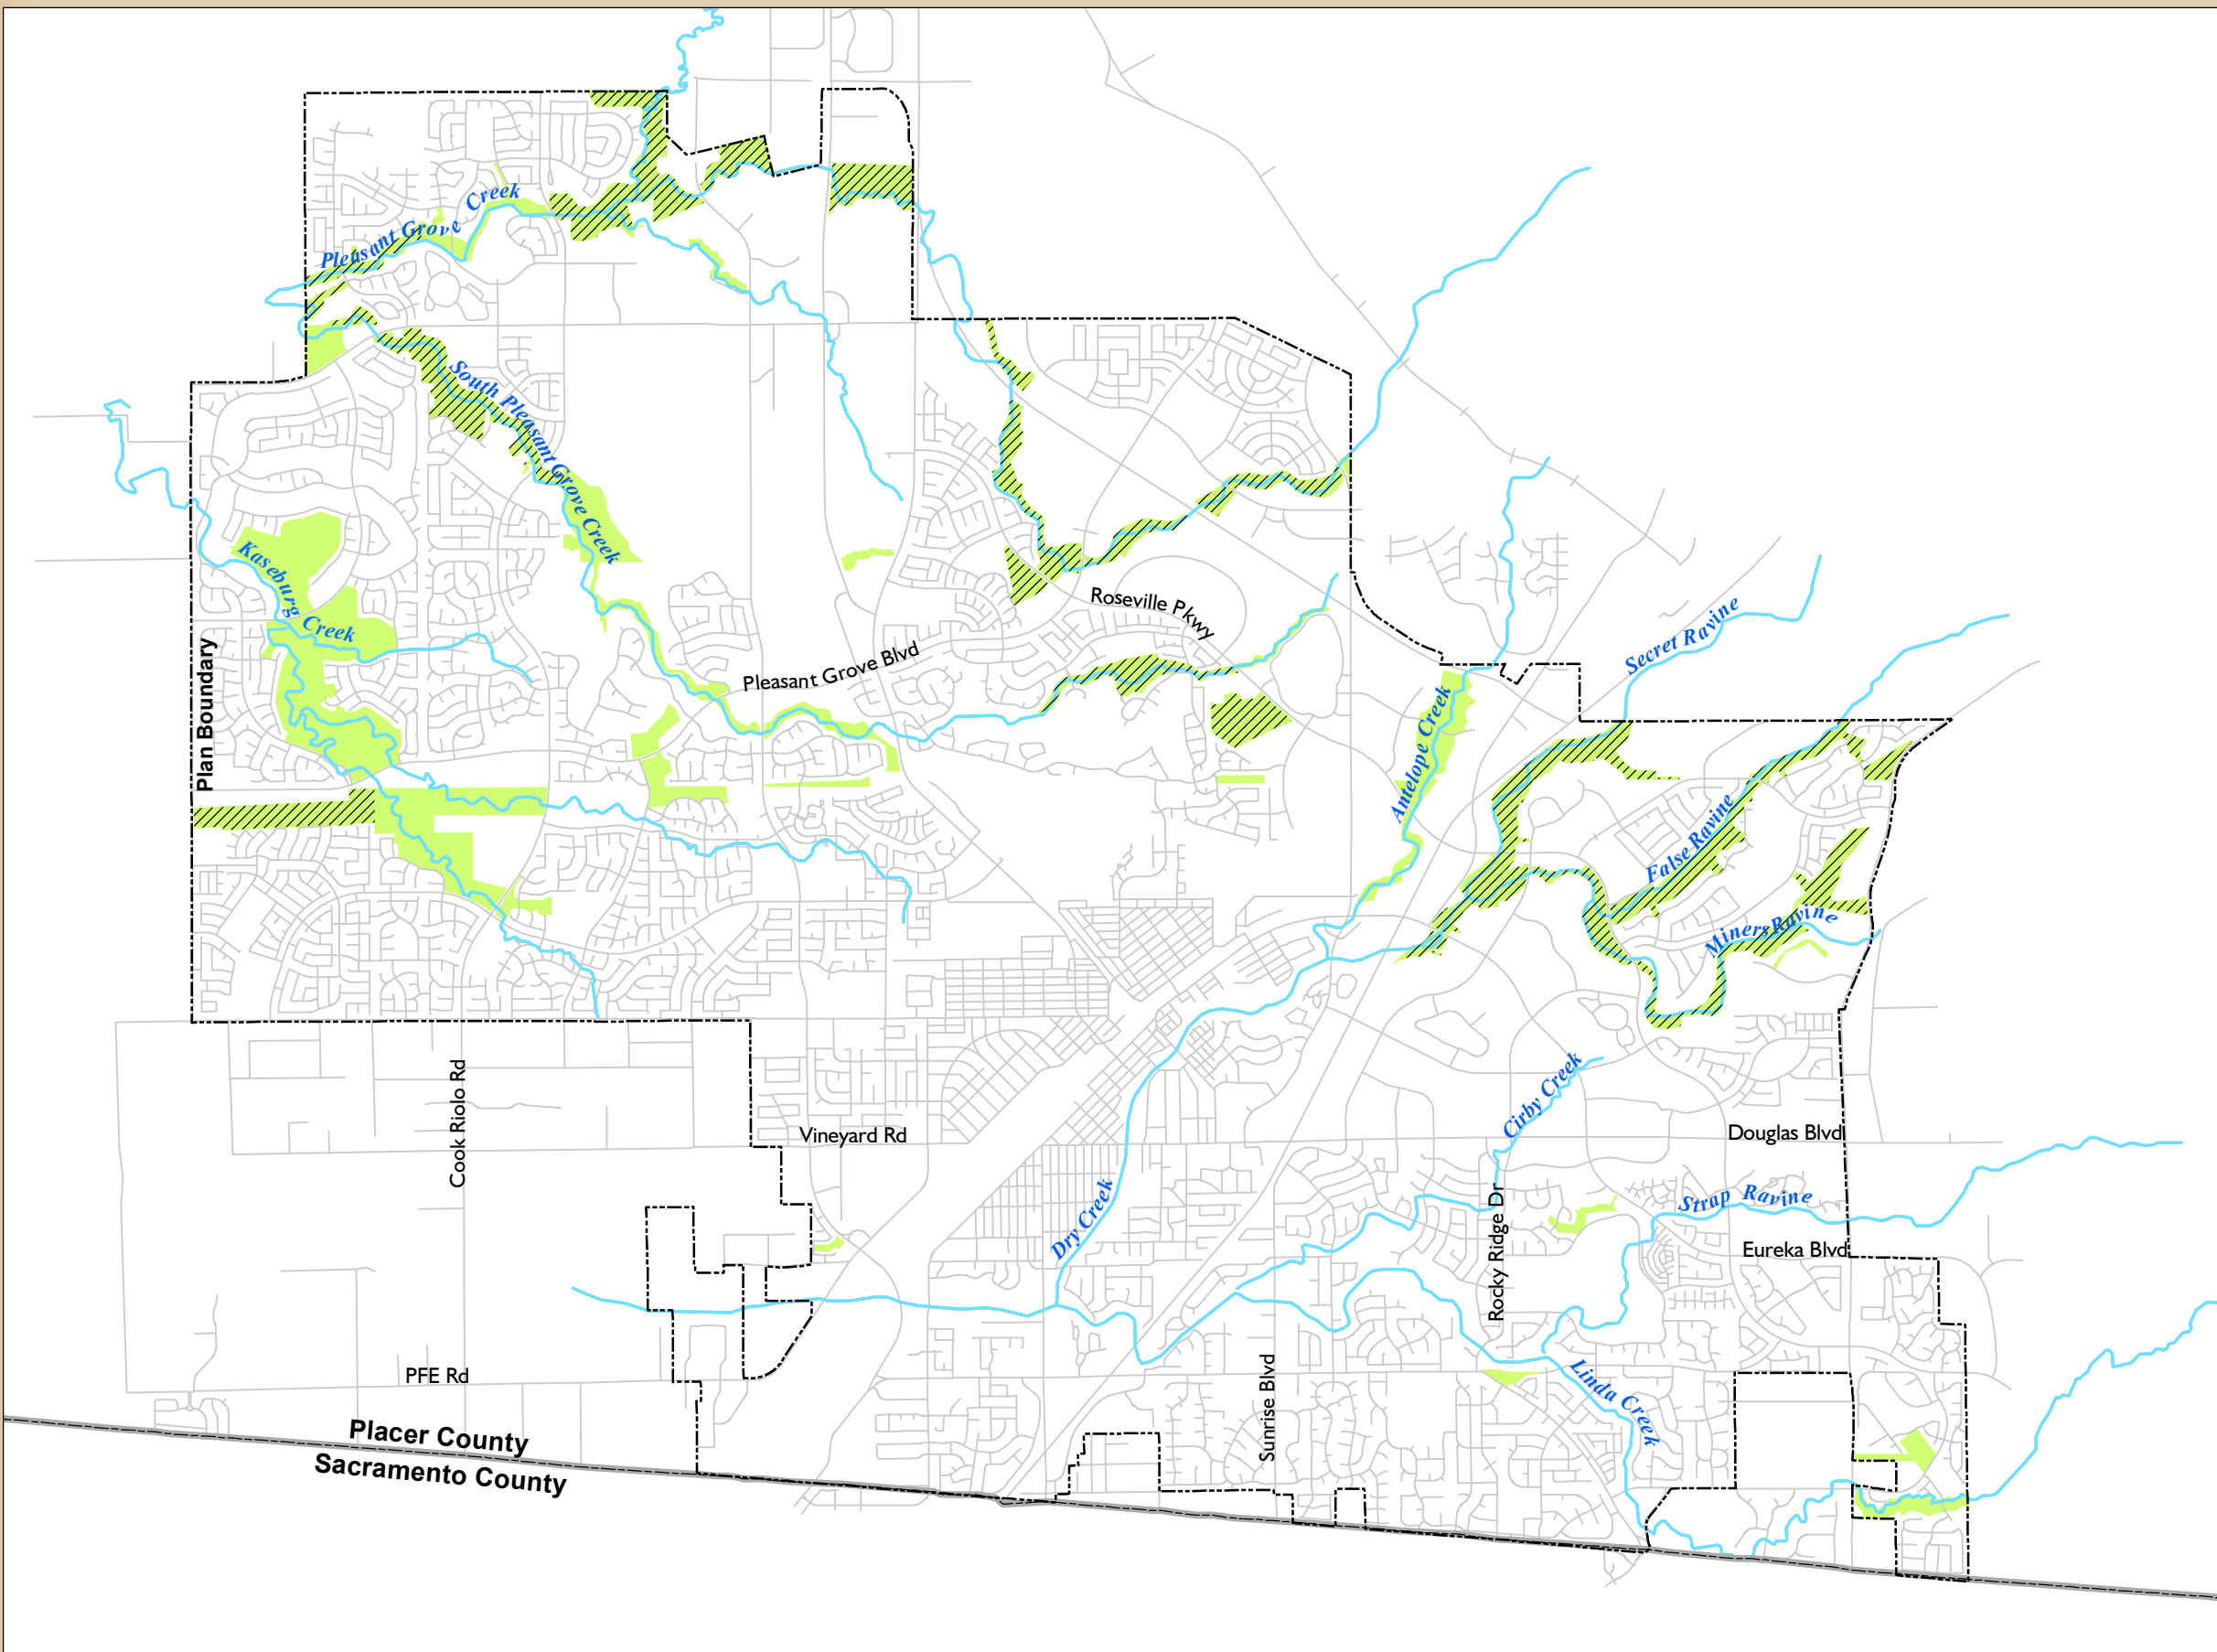 Pleasant Grove Creek
South Pleasant Grove Creek
Kaseburg Creek
Plan Boundary
Roseville Pkwy
Pleasant Grove Blvd
Secret Ravine
Antelope Creek
False Ravine
Miners Ravine
Cirby Creek
Cook Riolo Rd
Vineyard Rd
Douglas Blvd
Dry Creek
Rocky Ridge Dr
Strap Ravine
Eureka Blvd
PFE Rd
Sunrise Blvd
Linda Creek
Placer County
Sacramento County